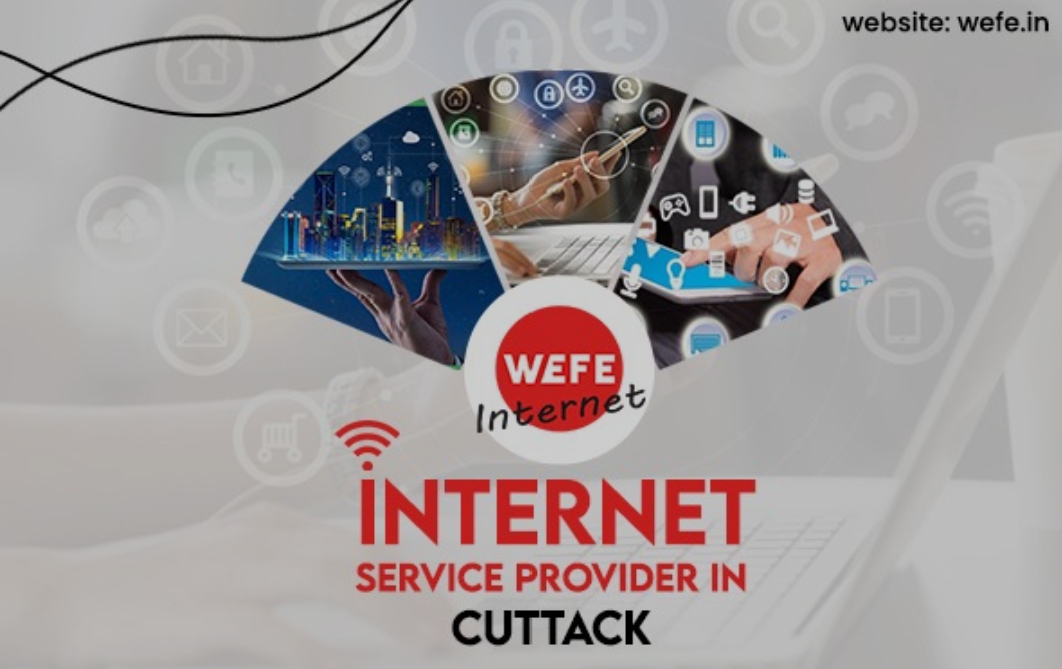 website: wefe.in
WEFE
Internet
INTERNET
SERVICE PROVIDER IN
CUTTACK